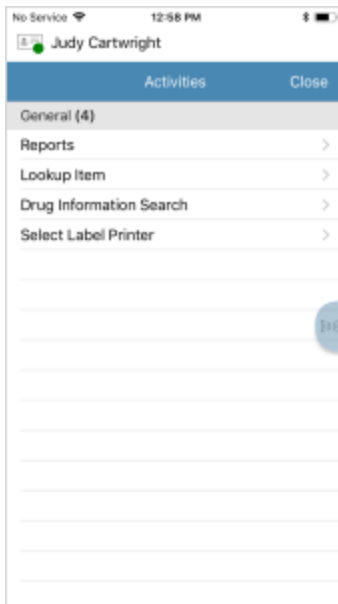 No Service 12:58 PM
Judy Cartwright
Activities Close
General (4)
Reports
Lookup Item
Drug Information Search
Select Label Printer